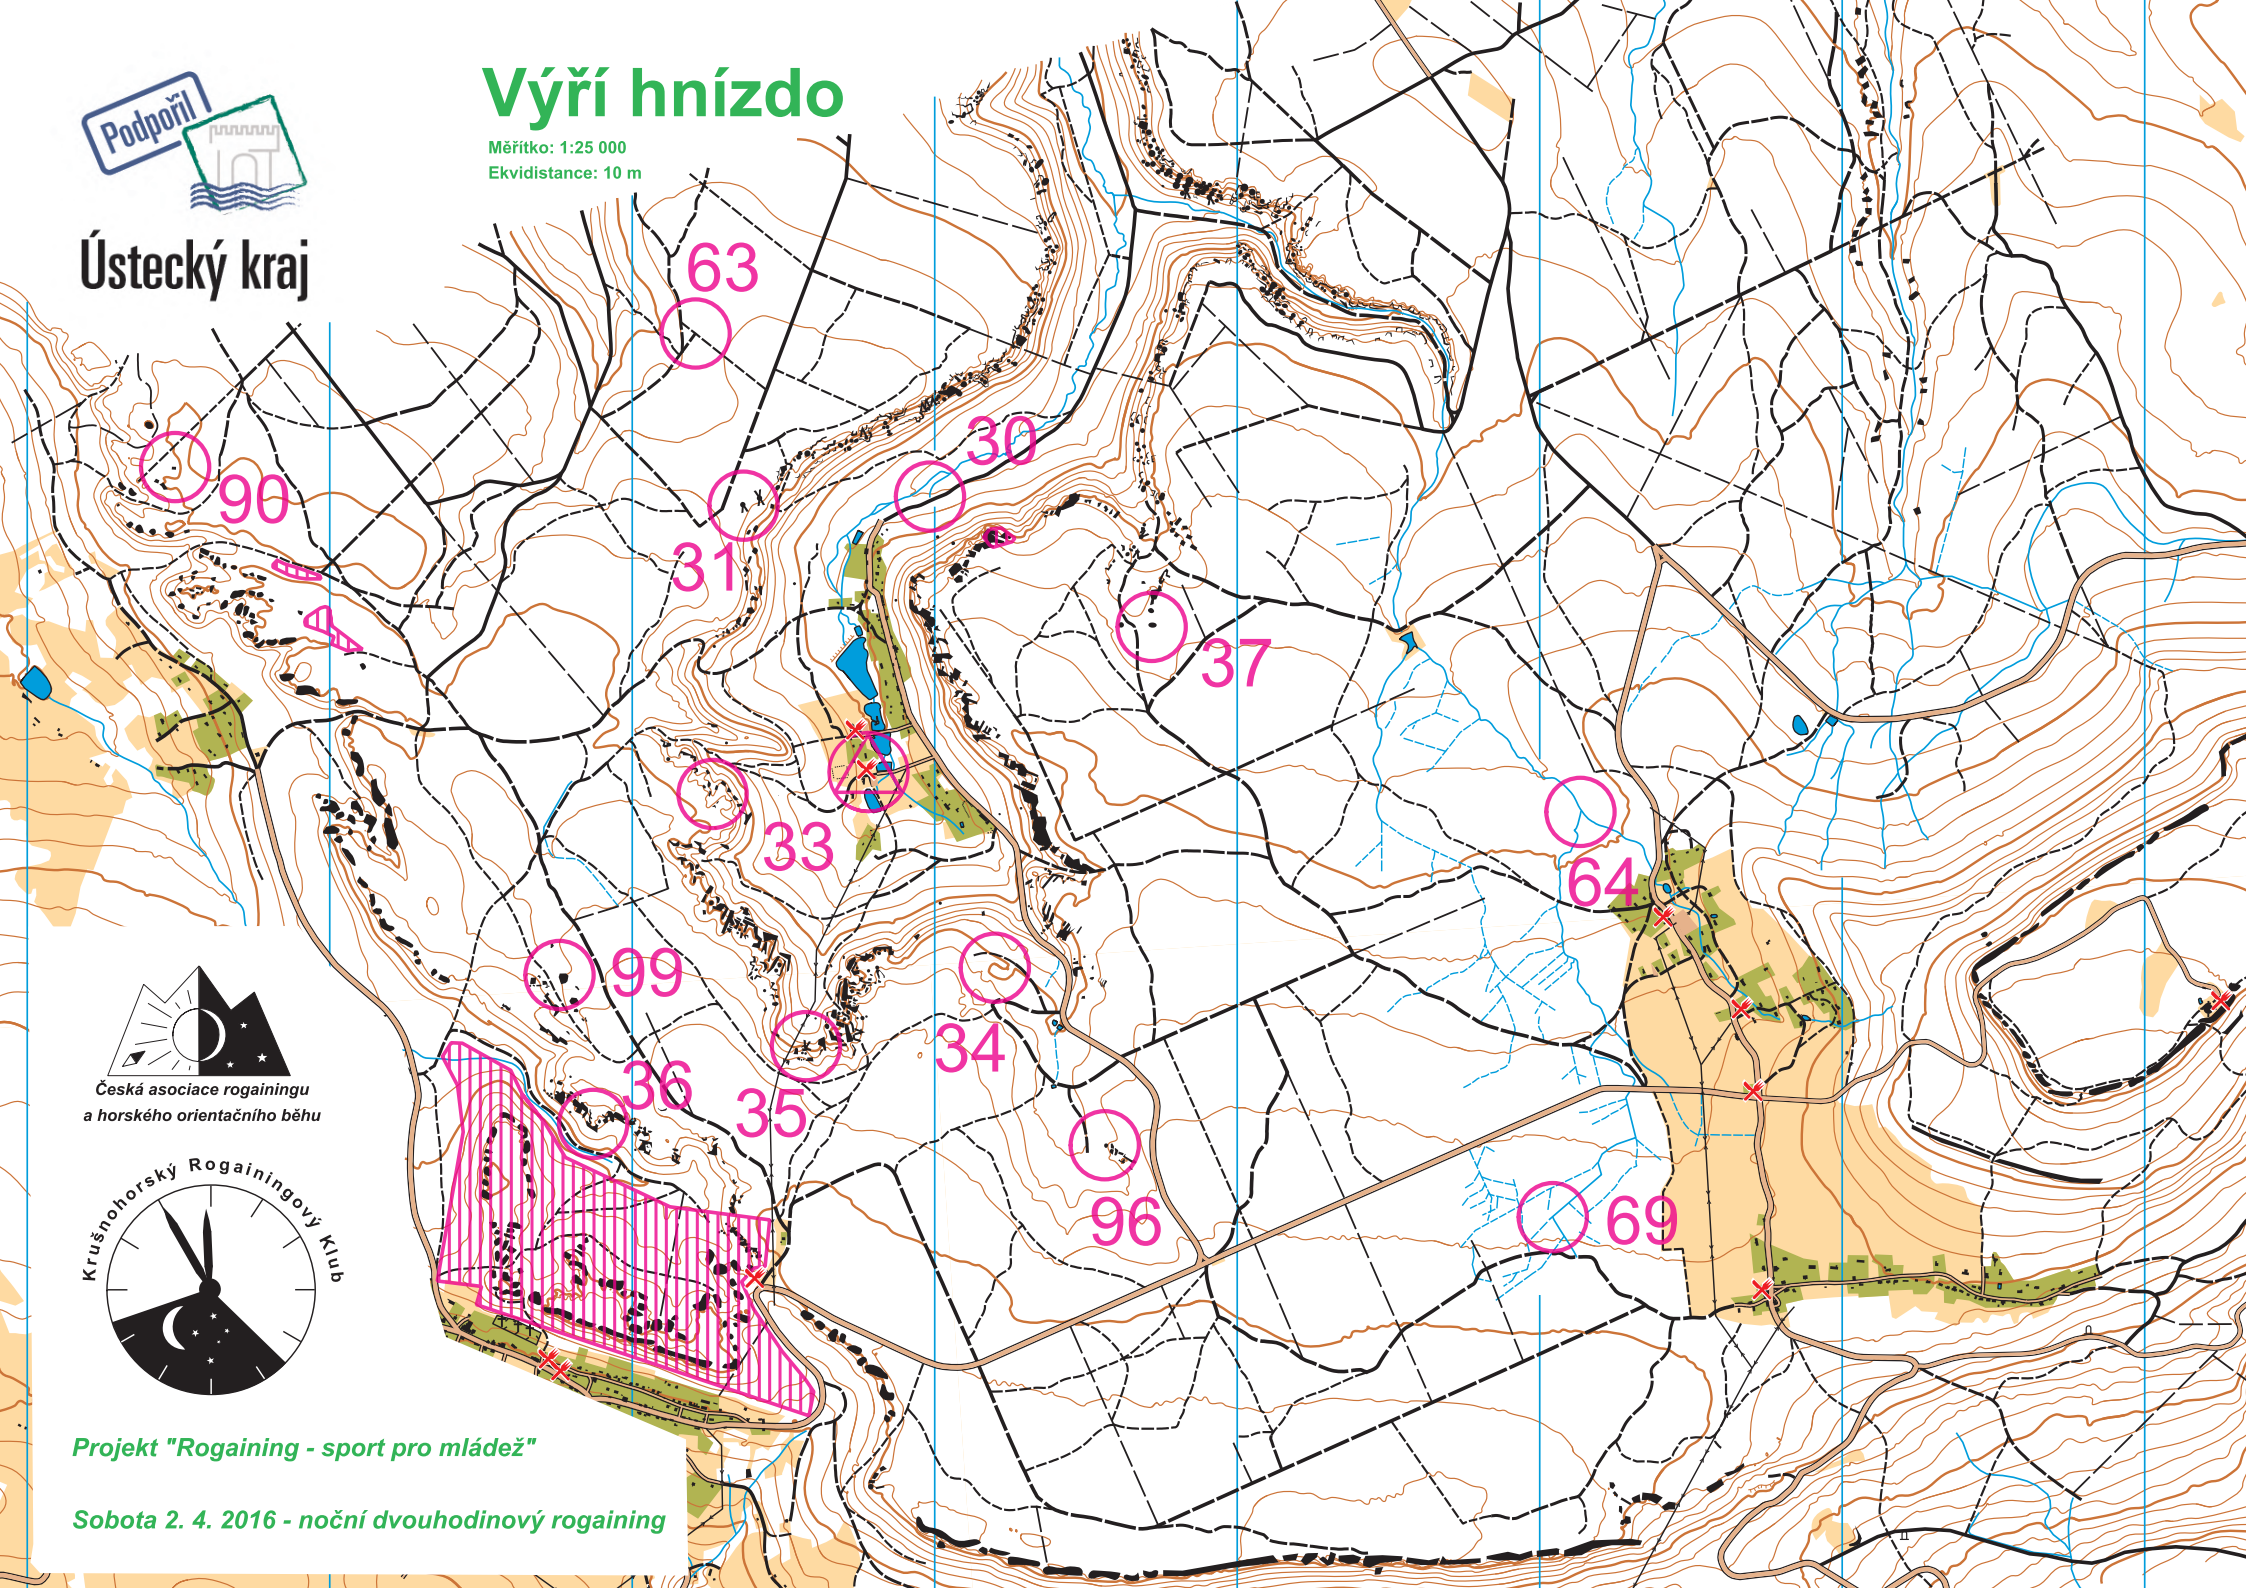 Podpořil
Ústecký kraj
Výří hnízdo
Měřítko: 1:25 000
Ekvidistance: 10 m
63
90
31
30
37
33
64
99
34
36
35
96
69
Česká asociace rogainingu
a horského orientačního běhu
Krušnohorský Rogainingový Klub
Projekt "Rogaining - sport pro mládež"
Sobota 2. 4. 2016 - noční dvouhodinový rogaining